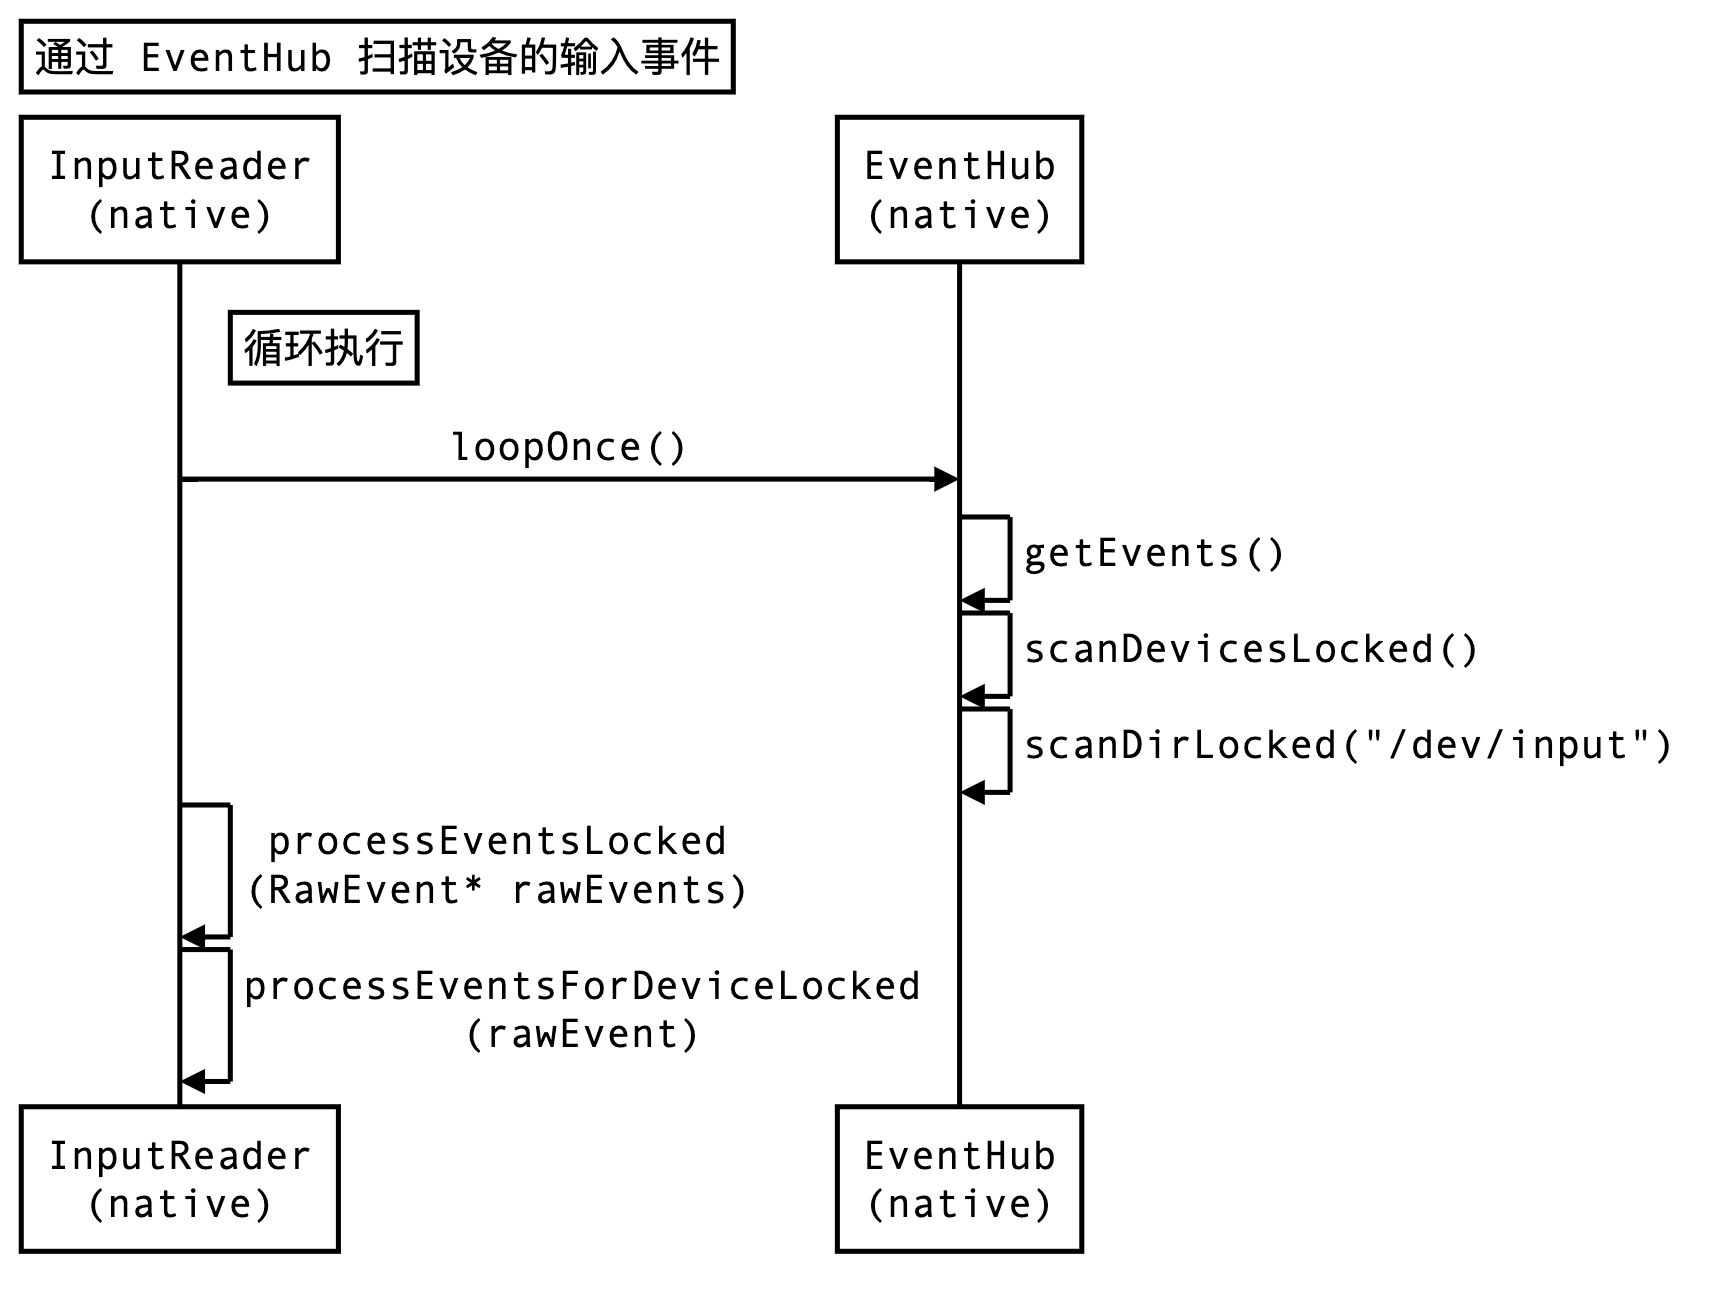 通过 EventHub 扫描设备的输入事件
InputReader
(native)
EventHub
(native)
循环执行
loopOnce()
getEvents()
scanDevicesLocked()
scanDirLocked("/dev/input")
processEventsLocked
(RawEvent* rawEvents)
processEventsForDeviceLocked
(rawEvent)
InputReader
(native)
EventHub
(native)